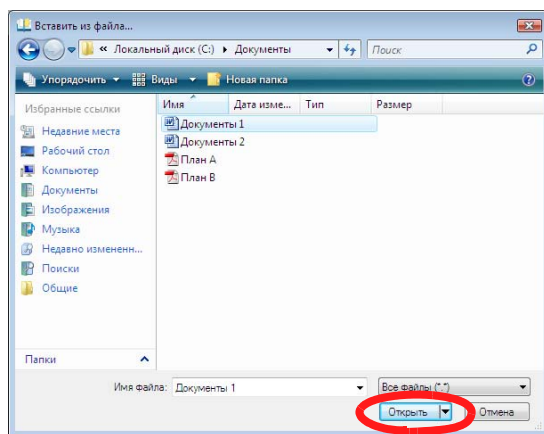 Вставить из файла...
« Локальный диск (C:) Документы Поиск
Упорядочить Виды Новая папка
Избранные ссылки
Недавние места
Рабочий стол
Компьютер
Документы
Изображения
Музыка
Недавно измененн...
Поиски
Общие
Папки
Имя Дата изме... Тип Размер
Документы 1
Документы 2
План A
План B
Имя файла: Документы 1 Все файлы (*.*)
Открыть Отмена